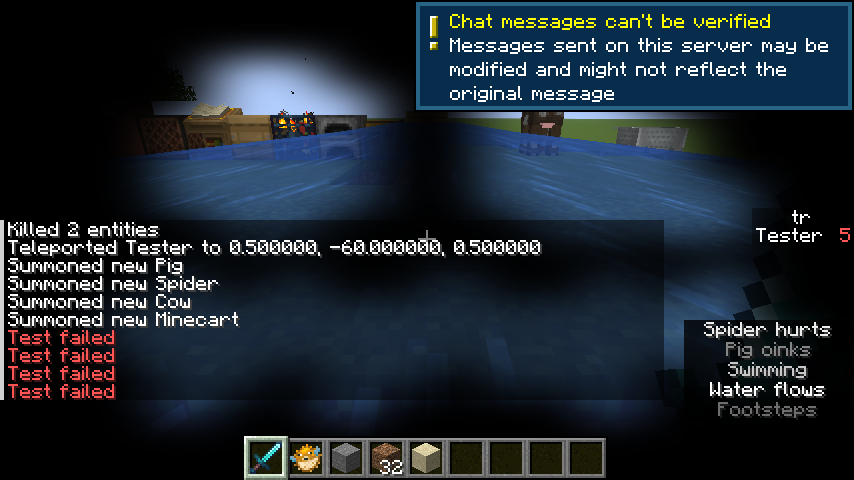 Chat messages can't be verified
Messages sent on this server may be
modified and might not reflect the
original message
Killed 2 entities
Teleported Tester to 0.500000, -60.000000, 0.500000
Summoned new Pig
Summoned new Spider
Summoned new Cow
Summoned new Minecart
Test failed
Test failed
Test failed
Test failed
tr
Tester 5
Spider hurts
Pig oinks
Swimming
Water flows
Footsteps
32